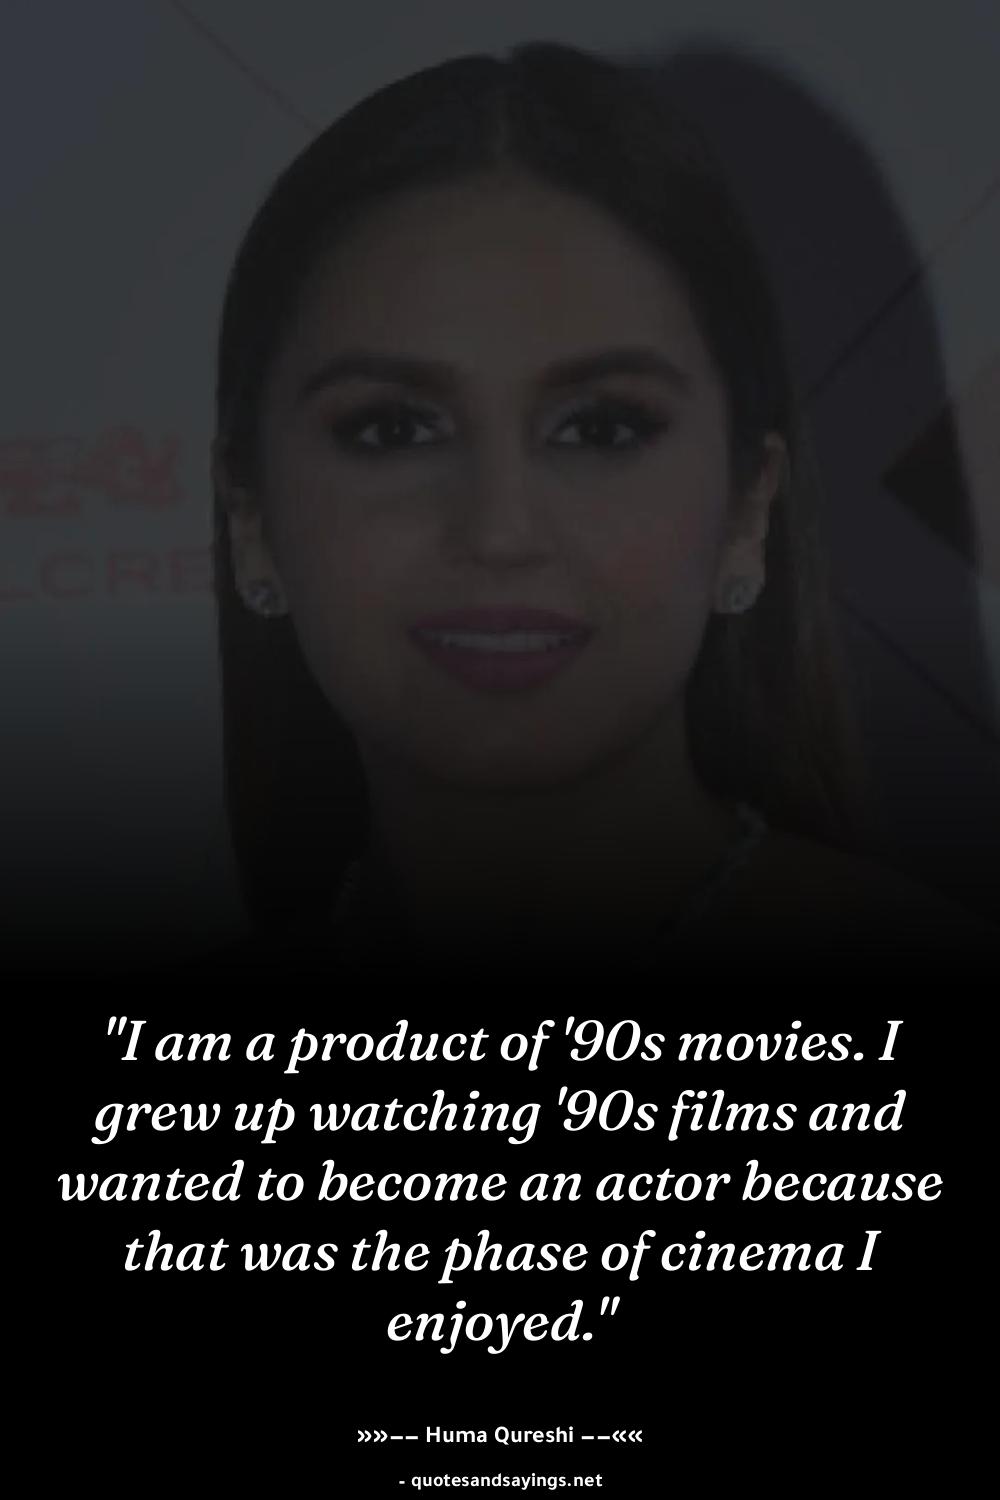 LCRE
"I am a product of '90s movies. I
grew up watching '90s films and
wanted to become an actor because
that was the phase of cinema I
enjoyed."
»»–– Huma Qureshi ––««
- quotesandsayings.net